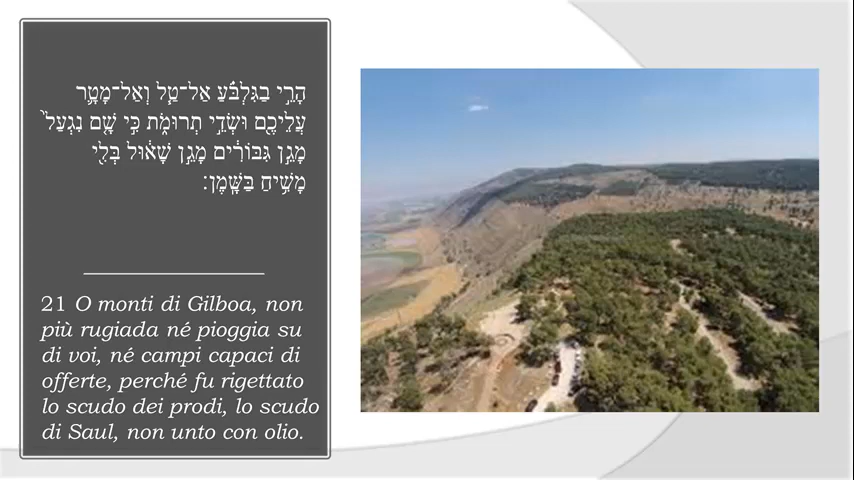 הָרֵ֣י בַגִּלְבֹּ֗עַ אַל־טַ֧ל וְאַל־מָטָ֛ר
עֲלֵיכֶ֖ם וּשְׂדֵ֣י תְרוּמֹ֑ת כִּ֣י שָׁ֤ם נִגְעַל֙
מָגֵ֣ן גִּבּוֹרִ֔ים מָגֵ֣ן שָׁא֔וּל בְּלִ֖י
מָשִׁ֥יחַ בַּשָּֽׁמֶן׃
21 O monti di Gilboa, non
più rugiada né pioggia su
di voi, né campi capaci di
offerte, perché fu rigettato
lo scudo dei prodi, lo scudo
di Saul, non unto con olio.